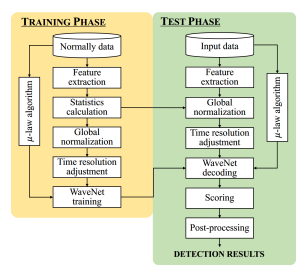 TRAINING PHASE
Normally data
Feature
extraction
Statistics
calculation
Global
normalization
Time resolution
adjustment
WaveNet
training
μ-law algorithm
TEST PHASE
Input data
Feature
extraction
Global
normalization
Time resolution
adjustment
WaveNet
decoding
Scoring
Post-processing
DETECTION RESULTS
μ-law algorithm